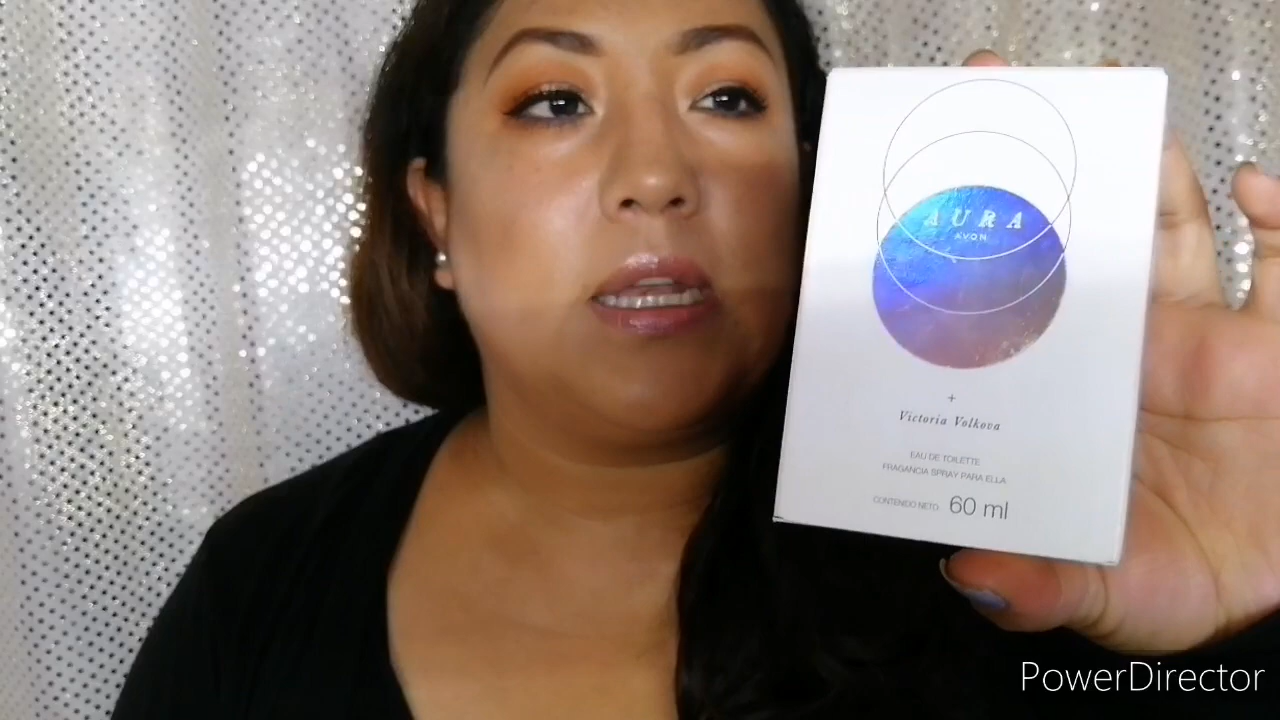 AURA
AVON
+
Victoria Volkova
EAU DE TOILETTE
FRAGANCIA SPRAY PARA ELLA
CONTENIDO NETO 60 ml
PowerDirector